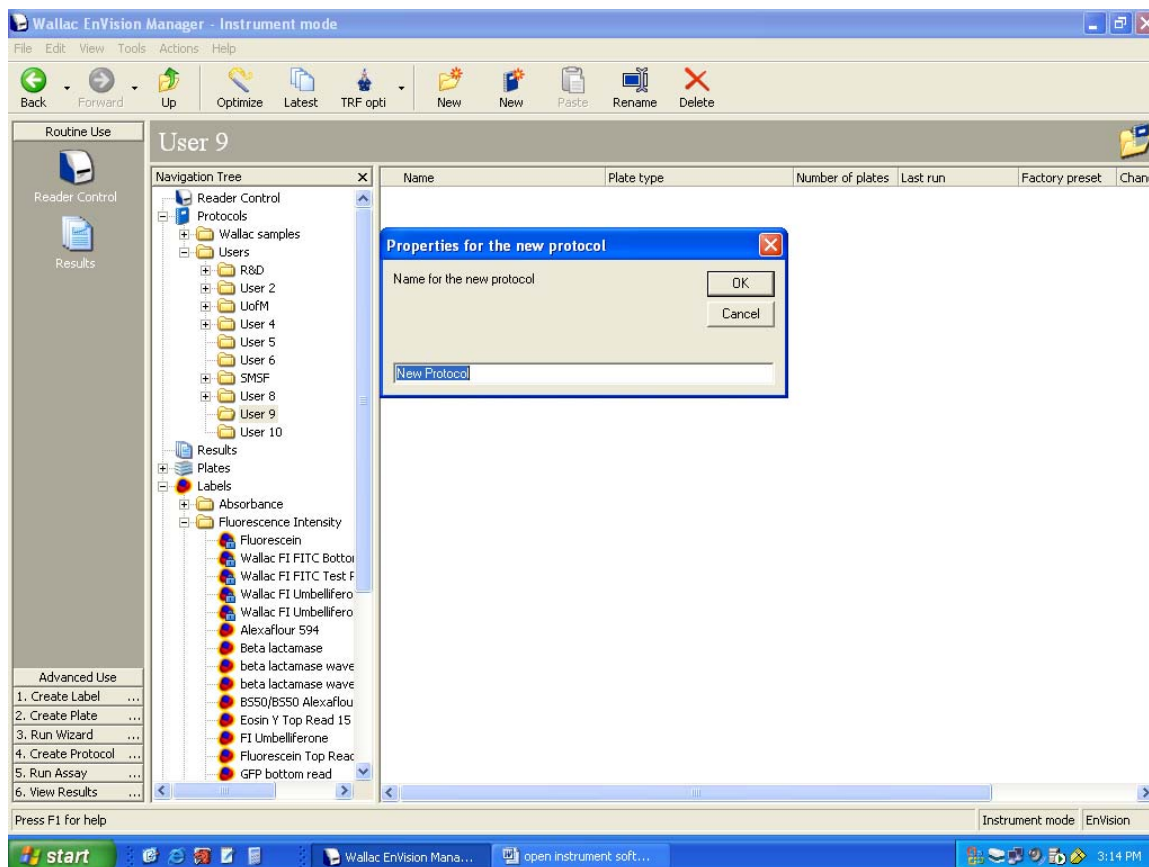 Wallac EnVision Manager - Instrument mode
File Edit View Tools Actions Help
Back Forward Up Optimize Latest TRF opti New New Paste Rename Delete
Routine Use
Reader Control
Results
User 9
Navigation Tree
Reader Control
Protocols
Wallac samples
Users
R&D
User 2
UofM
User 4
User 5
User 6
SMSF
User 8
User 9
User 10
Results
Plates
Labels
Absorbance
Fluorescence Intensity
Fluorescein
Wallac FI FITC Bottor
Wallac FI FITC Test F
Wallac FI Umbellifero
Wallac FI Umbellifero
Alexaflour 594
Beta lactamase
beta lactamase wave
beta lactamase wave
BS50/BS50 Alexaflou
Eosin Y Top Read 15
FI Umbelliferone
Fluorescein Top Reac
GFP bottom read
Name Plate type Number of plates Last run Factory preset Chan
Properties for the new protocol
Name for the new protocol
OK
Cancel
New Protocol
Advanced Use
1. Create Label ...
2. Create Plate ...
3. Run Wizard ...
4. Create Protocol ...
5. Run Assay ...
6. View Results ...
Press F1 for help
Instrument mode EnVision
start Wallac EnVision Mana... open instrument soft... 3:14 PM